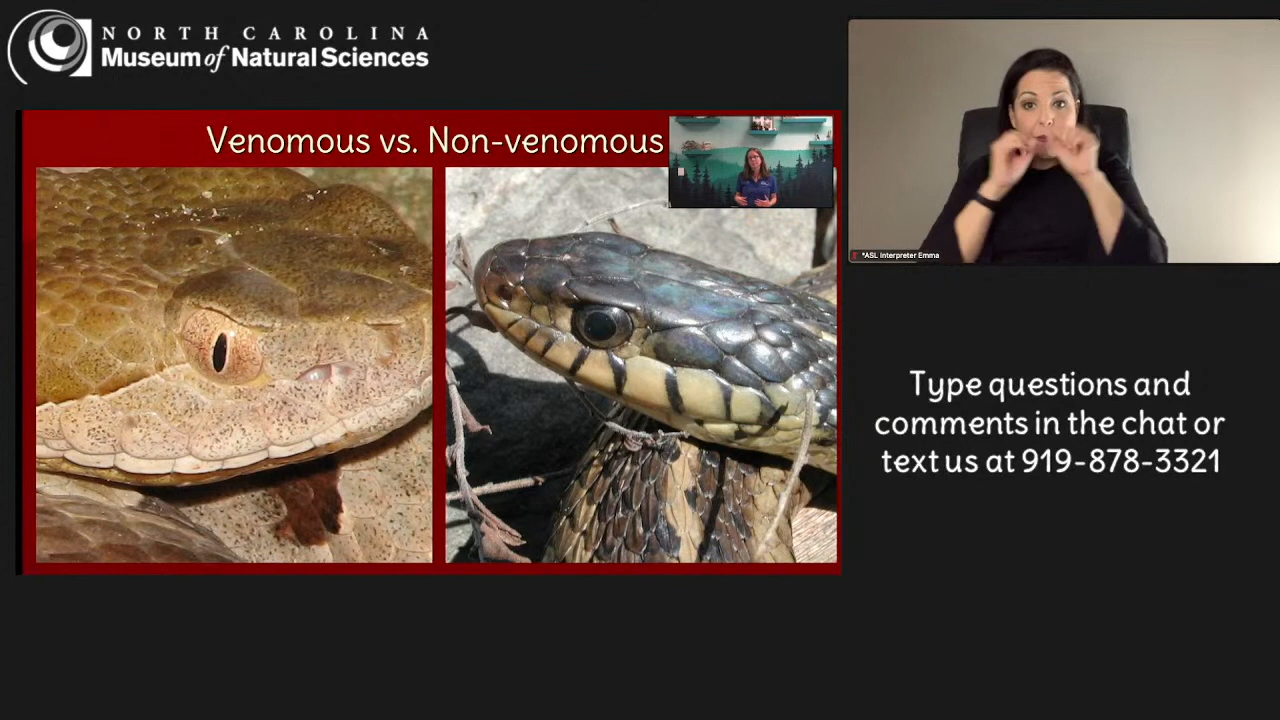 NORTH CAROLINA
Museum of Natural Sciences
Venomous vs. Non-venomous
*ASL Interpreter Emma
Type questions and
comments in the chat or
text us at 919-878-3321